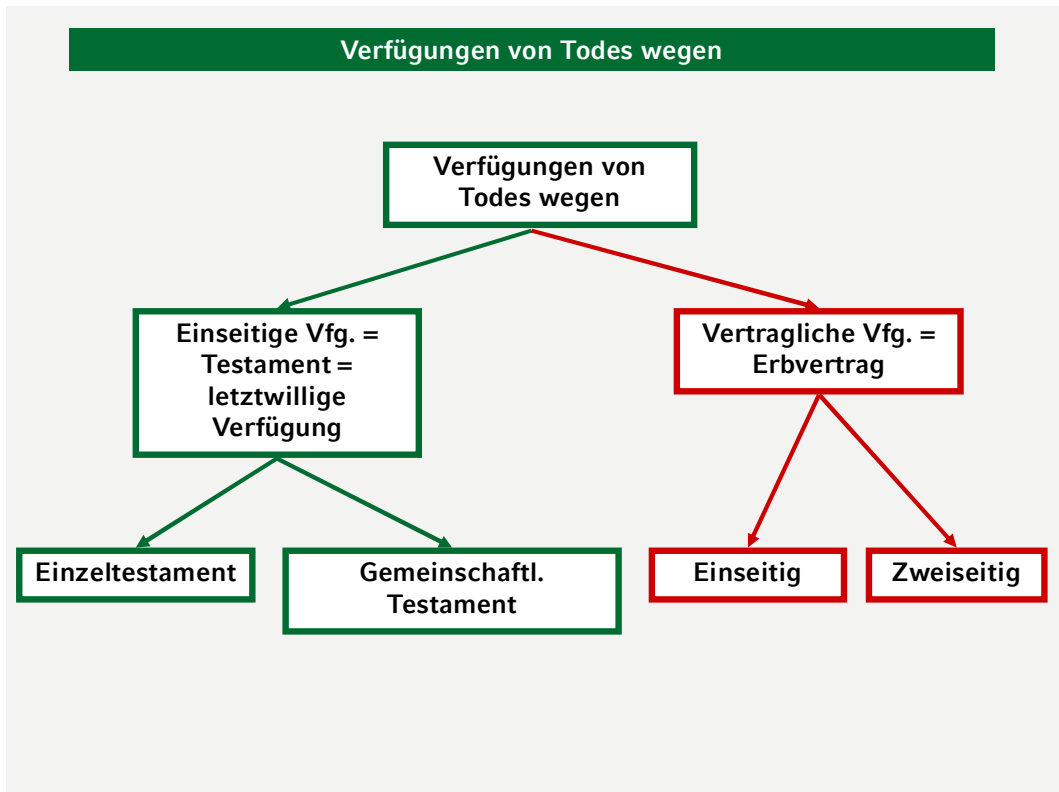 Verfügungen von Todes wegen
Verfügungen von
Todes wegen
Einseitige Vfg. =
Testament =
letztwillige
Verfügung
Vertragliche Vfg. =
Erbvertrag
Einzeltestament
Gemeinschaftl.
Testament
Einseitig
Zweiseitig